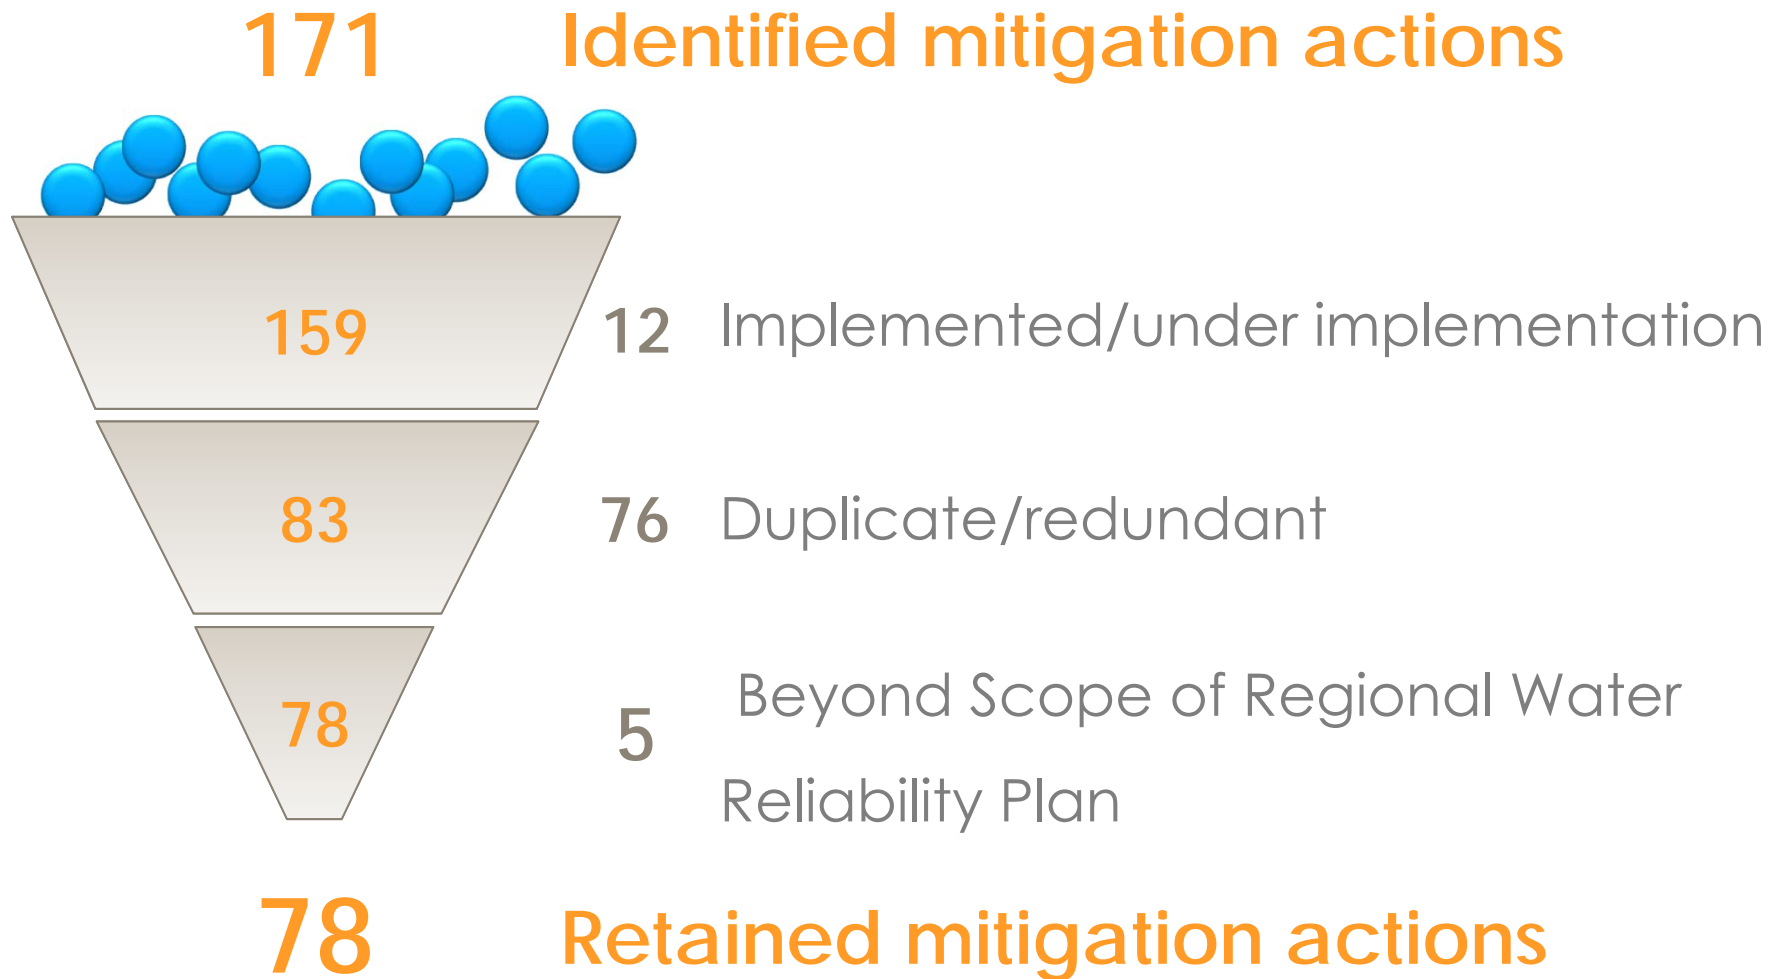 171 Identified mitigation actions
159 12 Implemented/under implementation
83 76 Duplicate/redundant
78 5 Beyond Scope of Regional Water
Reliability Plan
78 Retained mitigation actions